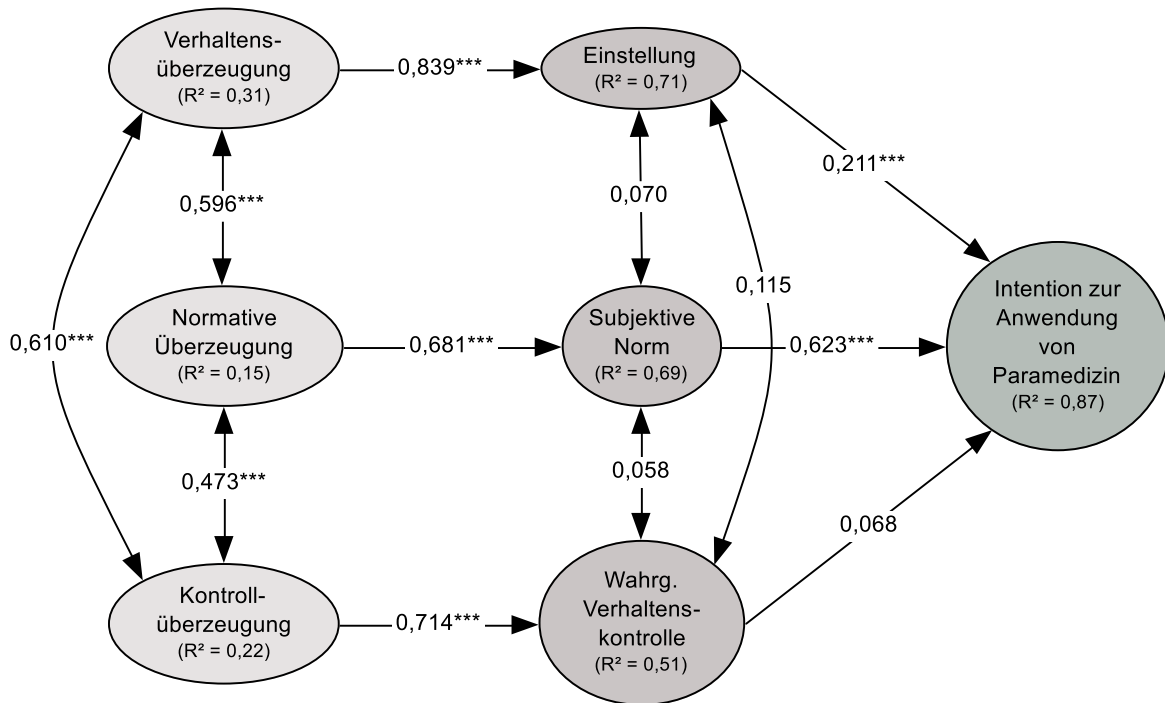 Verhaltens-
überzeugung
(R² = 0,31)
0,839***
Einstellung
(R² = 0,71)
0,211***
0,596***
0,070
0,115
0,610***
Normative
Überzeugung
(R² = 0,15)
0,681***
Subjektive
Norm
(R² = 0,69)
0,623***
Intention zur
Anwendung
von
Paramedizin
(R² = 0,87)
0,473***
0,058
0,068
Kontroll-
überzeugung
(R² = 0,22)
0,714***
Wahrg.
Verhaltens-
kontrolle
(R² = 0,51)